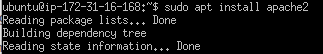 ubuntu@ip-172-31-16-168:~$ sudo apt install apache2
Reading package lists... Done
Building dependency tree
Reading state information... Done